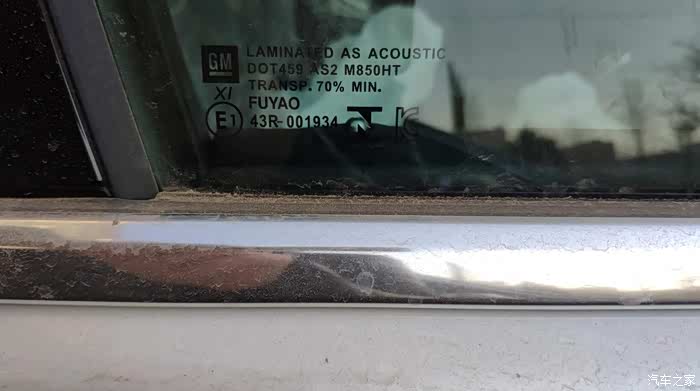 GM
LAMINATED AS ACOUSTIC
DOT459 AS2 M850HT
TRANSP. 70% MIN.
XI
FUYAO
E1
43R-001934
汽车之家